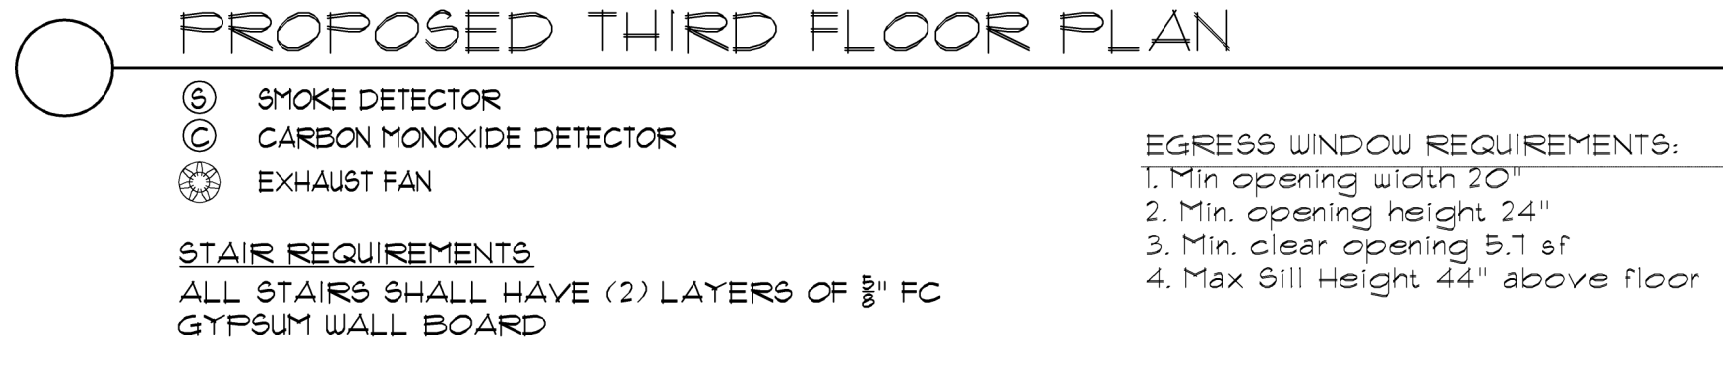 PROPOSED THIRD FLOOR PLAN
S SMOKE DETECTOR
C CARBON MONOXIDE DETECTOR
EXHAUST FAN
STAIR REQUIREMENTS
ALL STAIRS SHALL HAVE (2) LAYERS OF 5/8" FC
GYPSUM WALL BOARD
EGRESS WINDOW REQUIREMENTS:
1. Min opening width 20"
2. Min. opening height 24"
3. Min. clear opening 5.7 sf
4. Max Sill Height 44" above floor